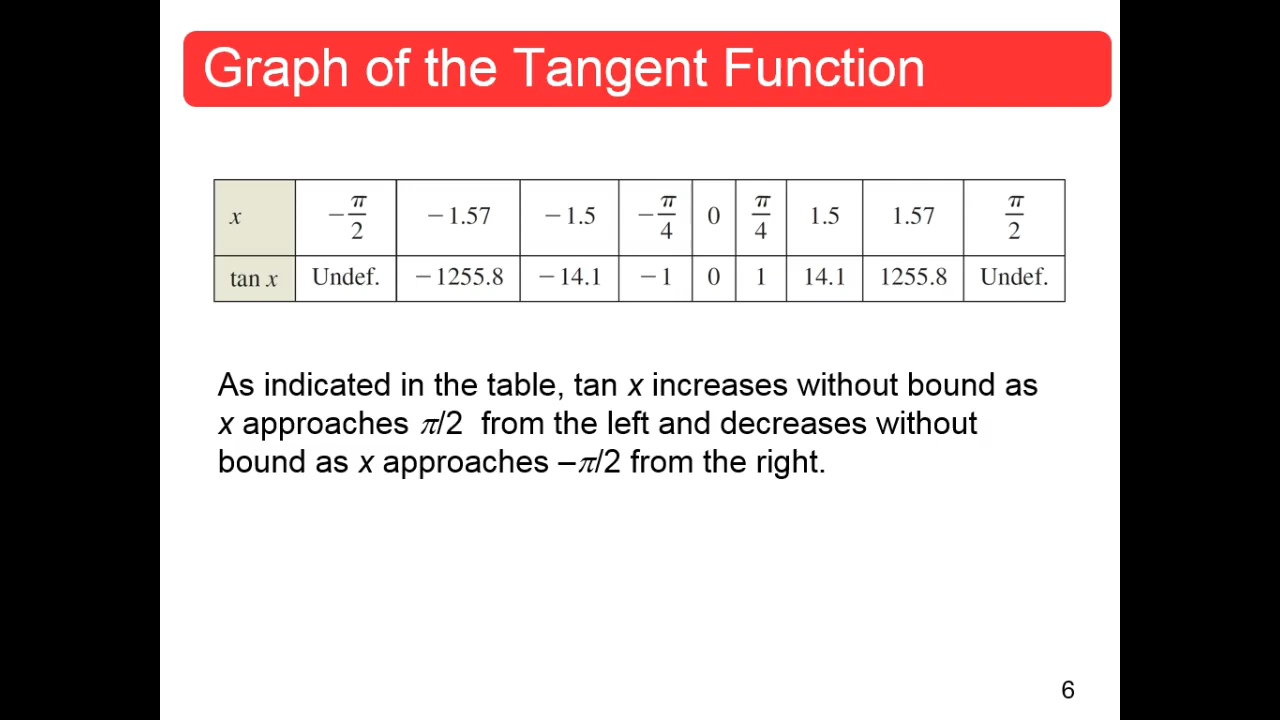 Graph of the Tangent Function
x −π/2 −1.57 −1.5 −π/4 0 π/4 1.5 1.57 π/2
tan x Undef. −1255.8 −14.1 −1 0 1 14.1 1255.8 Undef.
As indicated in the table, tan x increases without bound as
x approaches π/2 from the left and decreases without
bound as x approaches –π/2 from the right.
6